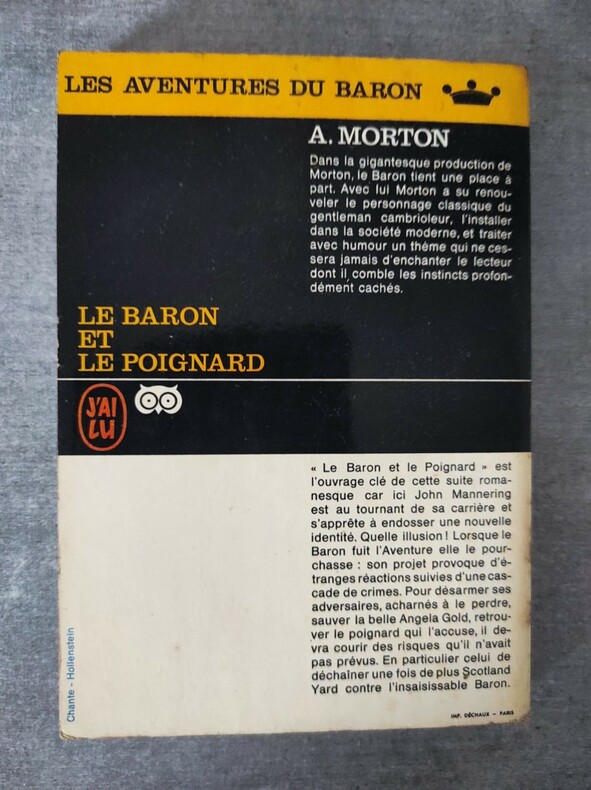 LES AVENTURES DU BARON
A. MORTON
Dans la gigantesque production de
Morton, le Baron tient une place à
part. Avec lui Morton a su renou-
veler le personnage classique du
gentleman cambrioleur, l'installer
dans la société moderne, et traiter
avec humour un thème qui ne ces-
sera jamais d'enchanter le lecteur
dont il comble les instincts profon-
dément cachés.
LE BARON
ET
LE POIGNARD
J'AI
LU
« Le Baron et le Poignard » est
l'ouvrage clé de cette suite roma-
nesque car ici John Mannering
est au tournant de sa carrière et
s'apprête à endosser une nouvelle
identité. Quelle illusion ! Lorsque le
Baron fuit l'Aventure elle le pour-
chasse : son projet provoque d'é-
tranges réactions suivies d'une cas-
cade de crimes. Pour désarmer ses
adversaires, acharnés à le perdre,
sauver la belle Angela Gold, retrou-
ver le poignard qui l'accuse, il de-
vra courir des risques qu'il n'avait
pas prévus. En particulier celui de
déchaîner une fois de plus Scotland
Yard contre l'insaisissable Baron.
Chante - Hollenstein
IMP. DÉCHAUX – PARIS